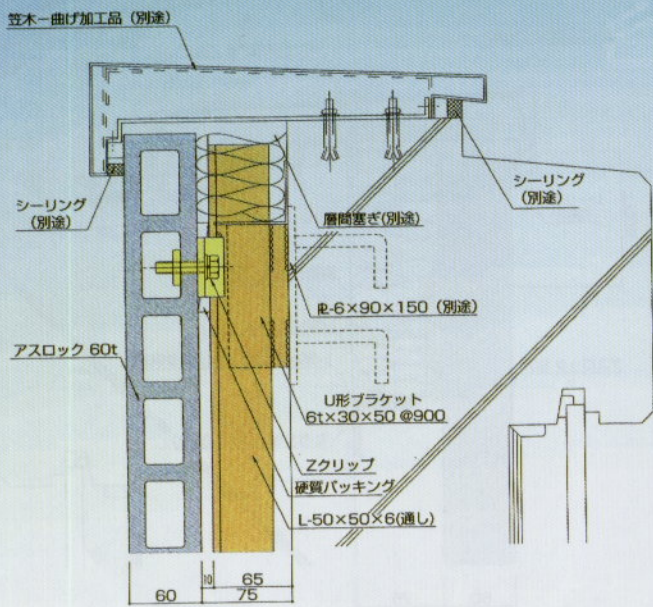 笠木ー曲げ加工品(別途)
シーリング
(別途)
シーリング
(別途)
層間塞ぎ(別途)
PL-6×90×150(別途)
アスロック 60t
U形ブラケット
6t×30×50 @900
Zクリップ
硬質パッキング
L-50×50×6(通し)
10
65
60
75